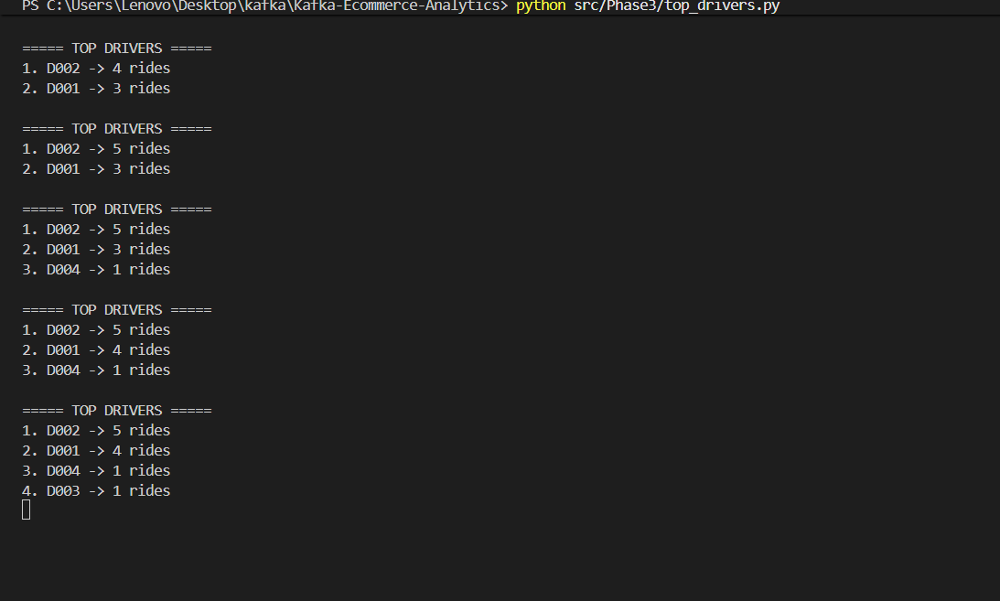 PS C:\Users\Lenovo\Desktop\kafka\Kafka-Ecommerce-Analytics> python src/Phase3/top_drivers.py
===== TOP DRIVERS =====
1. D002 -> 4 rides
2. D001 -> 3 rides
===== TOP DRIVERS =====
1. D002 -> 5 rides
2. D001 -> 3 rides
===== TOP DRIVERS =====
1. D002 -> 5 rides
2. D001 -> 3 rides
3. D004 -> 1 rides
===== TOP DRIVERS =====
1. D002 -> 5 rides
2. D001 -> 4 rides
3. D004 -> 1 rides
===== TOP DRIVERS =====
1. D002 -> 5 rides
2. D001 -> 4 rides
3. D004 -> 1 rides
4. D003 -> 1 rides